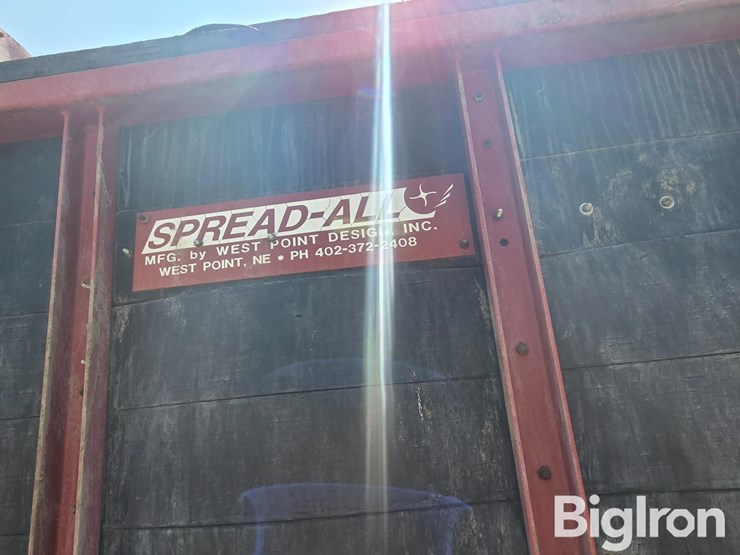 SPREAD-ALL
MFG. by WEST POINT DESIGN, INC.
WEST POINT, NE • PH 402-372-2408
BigIron